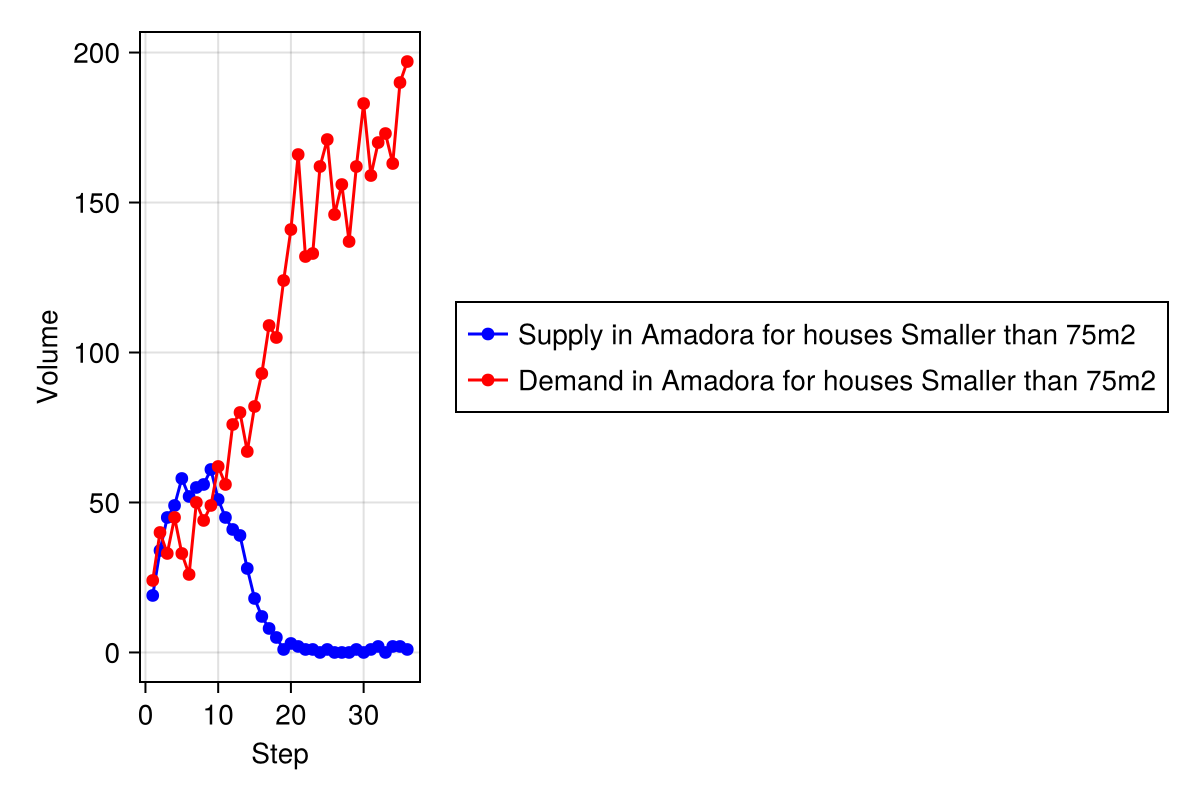 200
150
100
50
0
Volume
0 10 20 30
Step
Supply in Amadora for houses Smaller than 75m2
Demand in Amadora for houses Smaller than 75m2